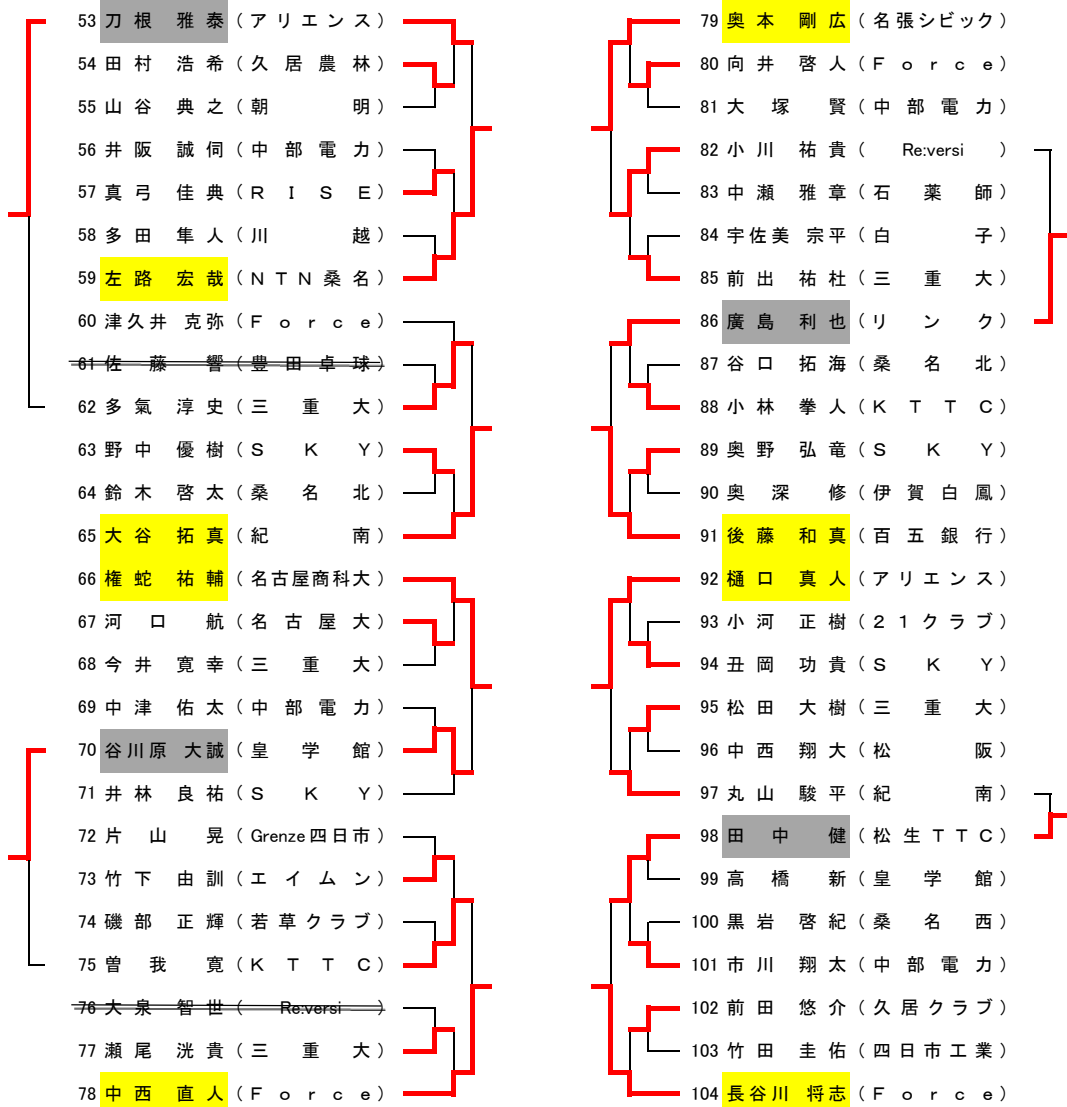 53 刀根 雅泰 (アリエンス)
54 田村 浩希 (久居農林)
55 山谷 典之 (朝明)
56 井阪 誠伺 (中部電力)
57 真弓 佳典 (RISE)
58 多田 隼人 (川越)
59 左路 宏哉 (NTN桑名)
60 津久井 克弥 (Force)
61 佐藤 響 (豊田卓球)
62 多氣 淳史 (三重大)
63 野中 優樹 (SKY)
64 鈴木 啓太 (桑名北)
65 大谷 拓真 (紀南)
66 権蛇 祐輔 (名古屋商科大)
67 河口 航 (名古屋大)
68 今井 寛幸 (三重大)
69 中津 佑太 (中部電力)
70 谷川原 大誠 (皇学館)
71 井林 良祐 (SKY)
72 片山 晃 (Grenze四日市)
73 竹下 由訓 (エイムン)
74 磯部 正輝 (若草クラブ)
75 曽我 寛 (KTTC)
76 大泉 智世 (Re:versi)
77 瀬尾 洸貴 (三重大)
78 中西 直人 (Force)
79 奥本 剛広 (名張シビック)
80 向井 啓人 (Force)
81 大塚 賢 (中部電力)
82 小川 祐貴 (Re:versi)
83 中瀬 雅章 (石薬師)
84 宇佐美 宗平 (白子)
85 前出 祐杜 (三重大)
86 廣島 利也 (リンク)
87 谷口 拓海 (桑名北)
88 小林 拳人 (KTTC)
89 奥野 弘竜 (SKY)
90 奥深 修 (伊賀白鳳)
91 後藤 和真 (百五銀行)
92 樋口 真人 (アリエンス)
93 小河 正樹 (21クラブ)
94 丑岡 功貴 (SKY)
95 松田 大樹 (三重大)
96 中西 翔大 (松阪)
97 丸山 駿平 (紀南)
98 田中 健 (松生TTC)
99 高橋 新 (皇学館)
100 黒岩 啓紀 (桑名西)
101 市川 翔太 (中部電力)
102 前田 悠介 (久居クラブ)
103 竹田 圭佑 (四日市工業)
104 長谷川 将志 (Force)